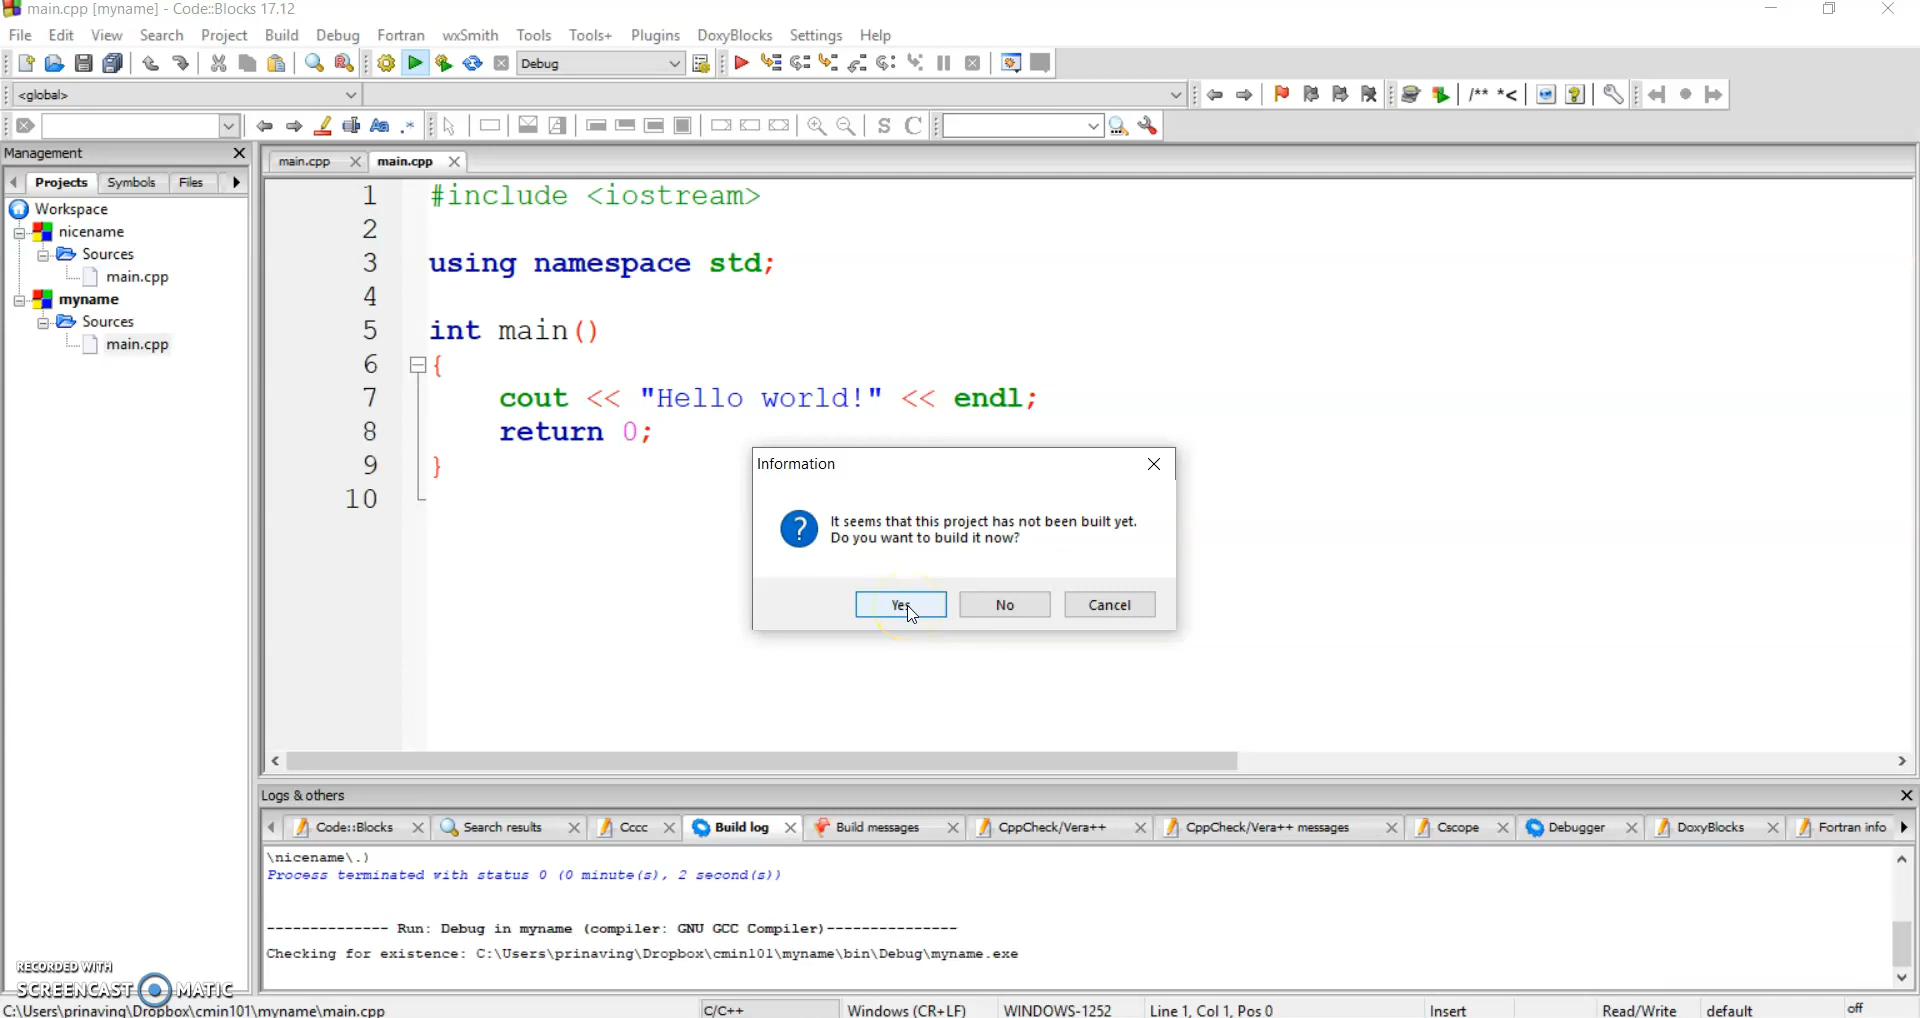 main.cpp [myname] - Code::Blocks 17.12
File Edit View Search Project Build Debug Fortran wxSmith Tools Tools+ Plugins DoxyBlocks Settings Help
Debug
<global>
/** *<
Aa .*
S C
Management
main.cpp main.cpp
Projects Symbols Files
Workspace
nicename
Sources
main.cpp
myname
Sources
main.cpp
1 #include <iostream>
2
3 using namespace std;
4
5 int main()
6 {
7 cout << "Hello world!" << endl;
8 return 0;
9 }
10
Information
It seems that this project has not been built yet.
Do you want to build it now?
Yes No Cancel
Logs & others
Code::Blocks Search results Cccc Build log Build messages CppCheck/Vera++ CppCheck/Vera++ messages Cscope Debugger DoxyBlocks Fortran info
\nicename\.)
Process terminated with status 0 (0 minute(s), 2 second(s))
-------------- Run: Debug in myname (compiler: GNU GCC Compiler)---------------
Checking for existence: C:\Users\prinaving\Dropbox\cmin101\myname\bin\Debug\myname.exe
RECORDED WITH
SCREENCAST MATIC
C:\Users\prinaving\Dropbox\cmin101\myname\main.cpp C/C++ Windows (CR+LF) WINDOWS-1252 Line 1, Col 1, Pos 0 Insert Read/Write default off